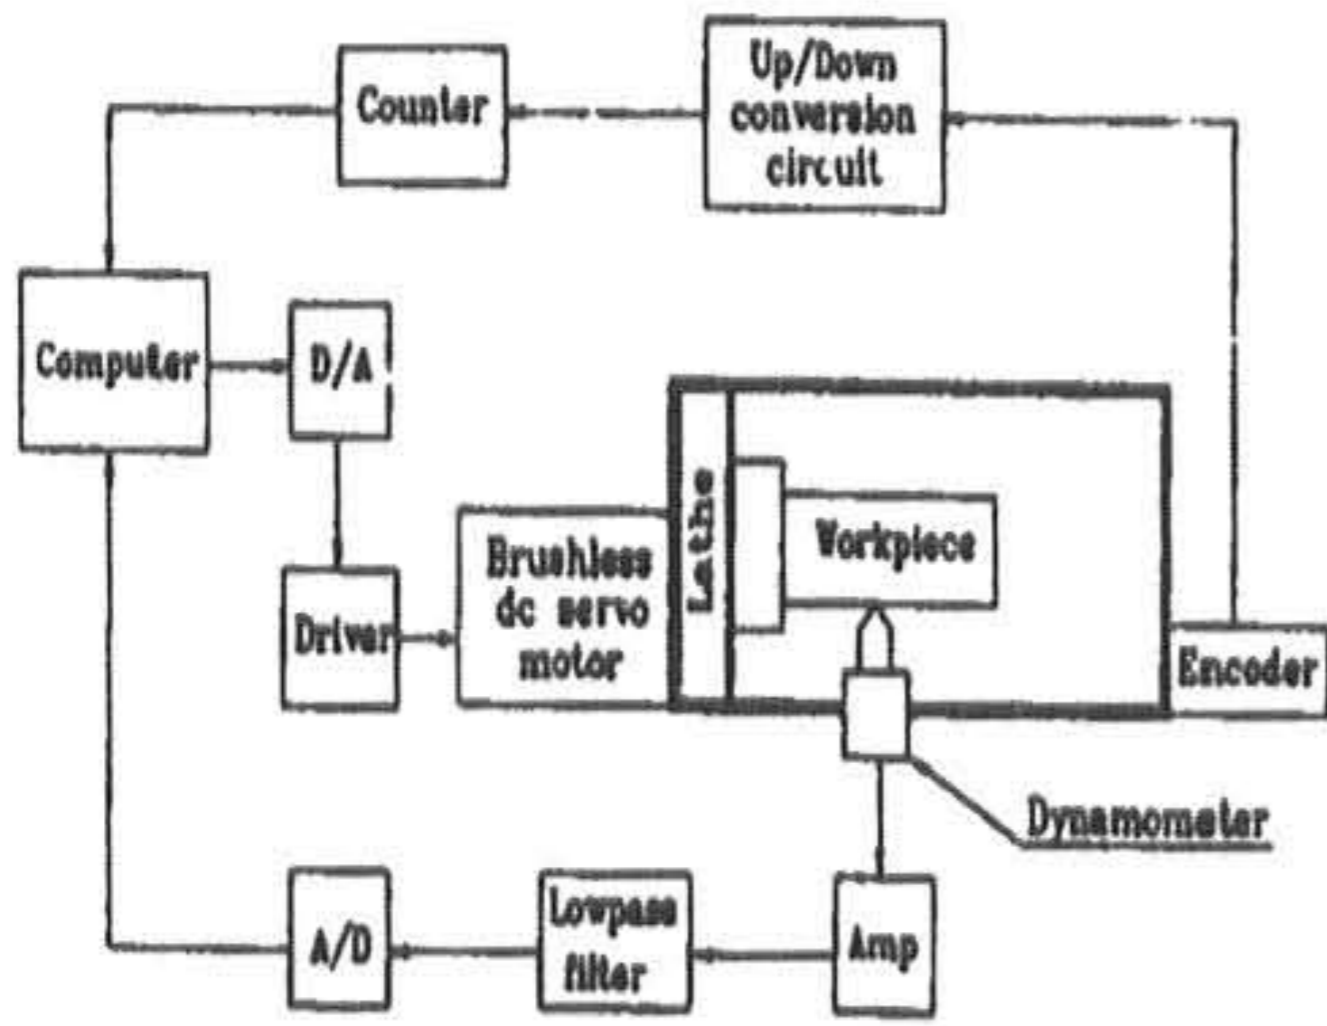 Counter
Up/Down
conversion
circuit
Computer
D/A
Lathe
Workpiece
Brushless
dc servo
motor
Driver
Encoder
Dynamometer
A/D
Lowpass
filter
Amp